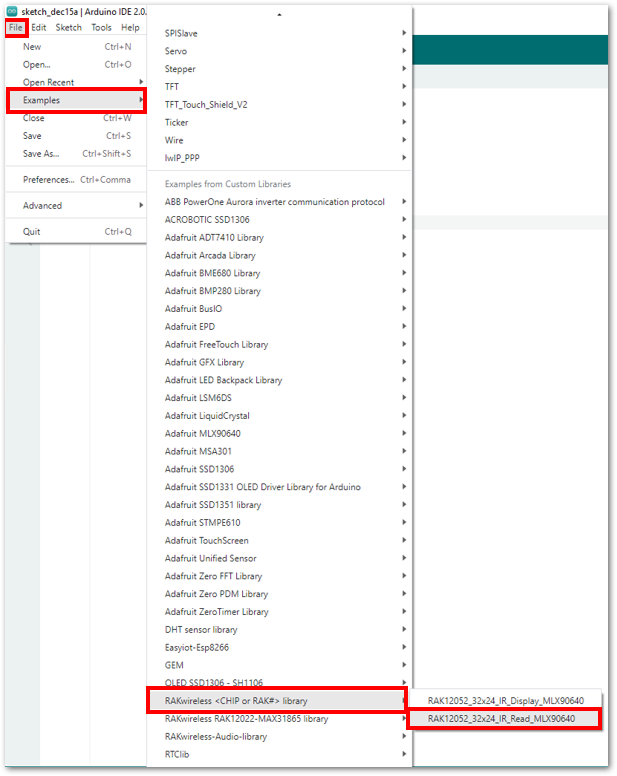 sketch_dec15a | Arduino IDE 2.0.
File Edit Sketch Tools Help
New Ctrl+N
Open... Ctrl+O
Open Recent
Examples
Close Ctrl+W
Save Ctrl+S
Save As... Ctrl+Shift+S
Preferences... Ctrl+Comma
Advanced
Quit Ctrl+Q
SPISlave
Servo
Stepper
TFT
TFT_Touch_Shield_V2
Ticker
Wire
lwIP_PPP
Examples from Custom Libraries
ABB PowerOne Aurora inverter communication protocol
ACROBOTIC SSD1306
Adafruit ADT7410 Library
Adafruit Arcada Library
Adafruit BME680 Library
Adafruit BMP280 Library
Adafruit BusIO
Adafruit EPD
Adafruit FreeTouch Library
Adafruit GFX Library
Adafruit LED Backpack Library
Adafruit LSM6DS
Adafruit LiquidCrystal
Adafruit MLX90640
Adafruit MSA301
Adafruit SSD1306
Adafruit SSD1331 OLED Driver Library for Arduino
Adafruit SSD1351 library
Adafruit STMPE610
Adafruit TouchScreen
Adafruit Unified Sensor
Adafruit Zero FFT Library
Adafruit Zero PDM Library
Adafruit ZeroTimer Library
DHT sensor library
Easyiot-Esp8266
GEM
OLED SSD1306 - SH1106
RAKwireless <CHIP or RAK#> library
RAKwireless RAK12022-MAX31865 library
RAKwireless-Audio-library
RTClib
RAK12052_32x24_IR_Display_MLX90640
RAK12052_32x24_IR_Read_MLX90640